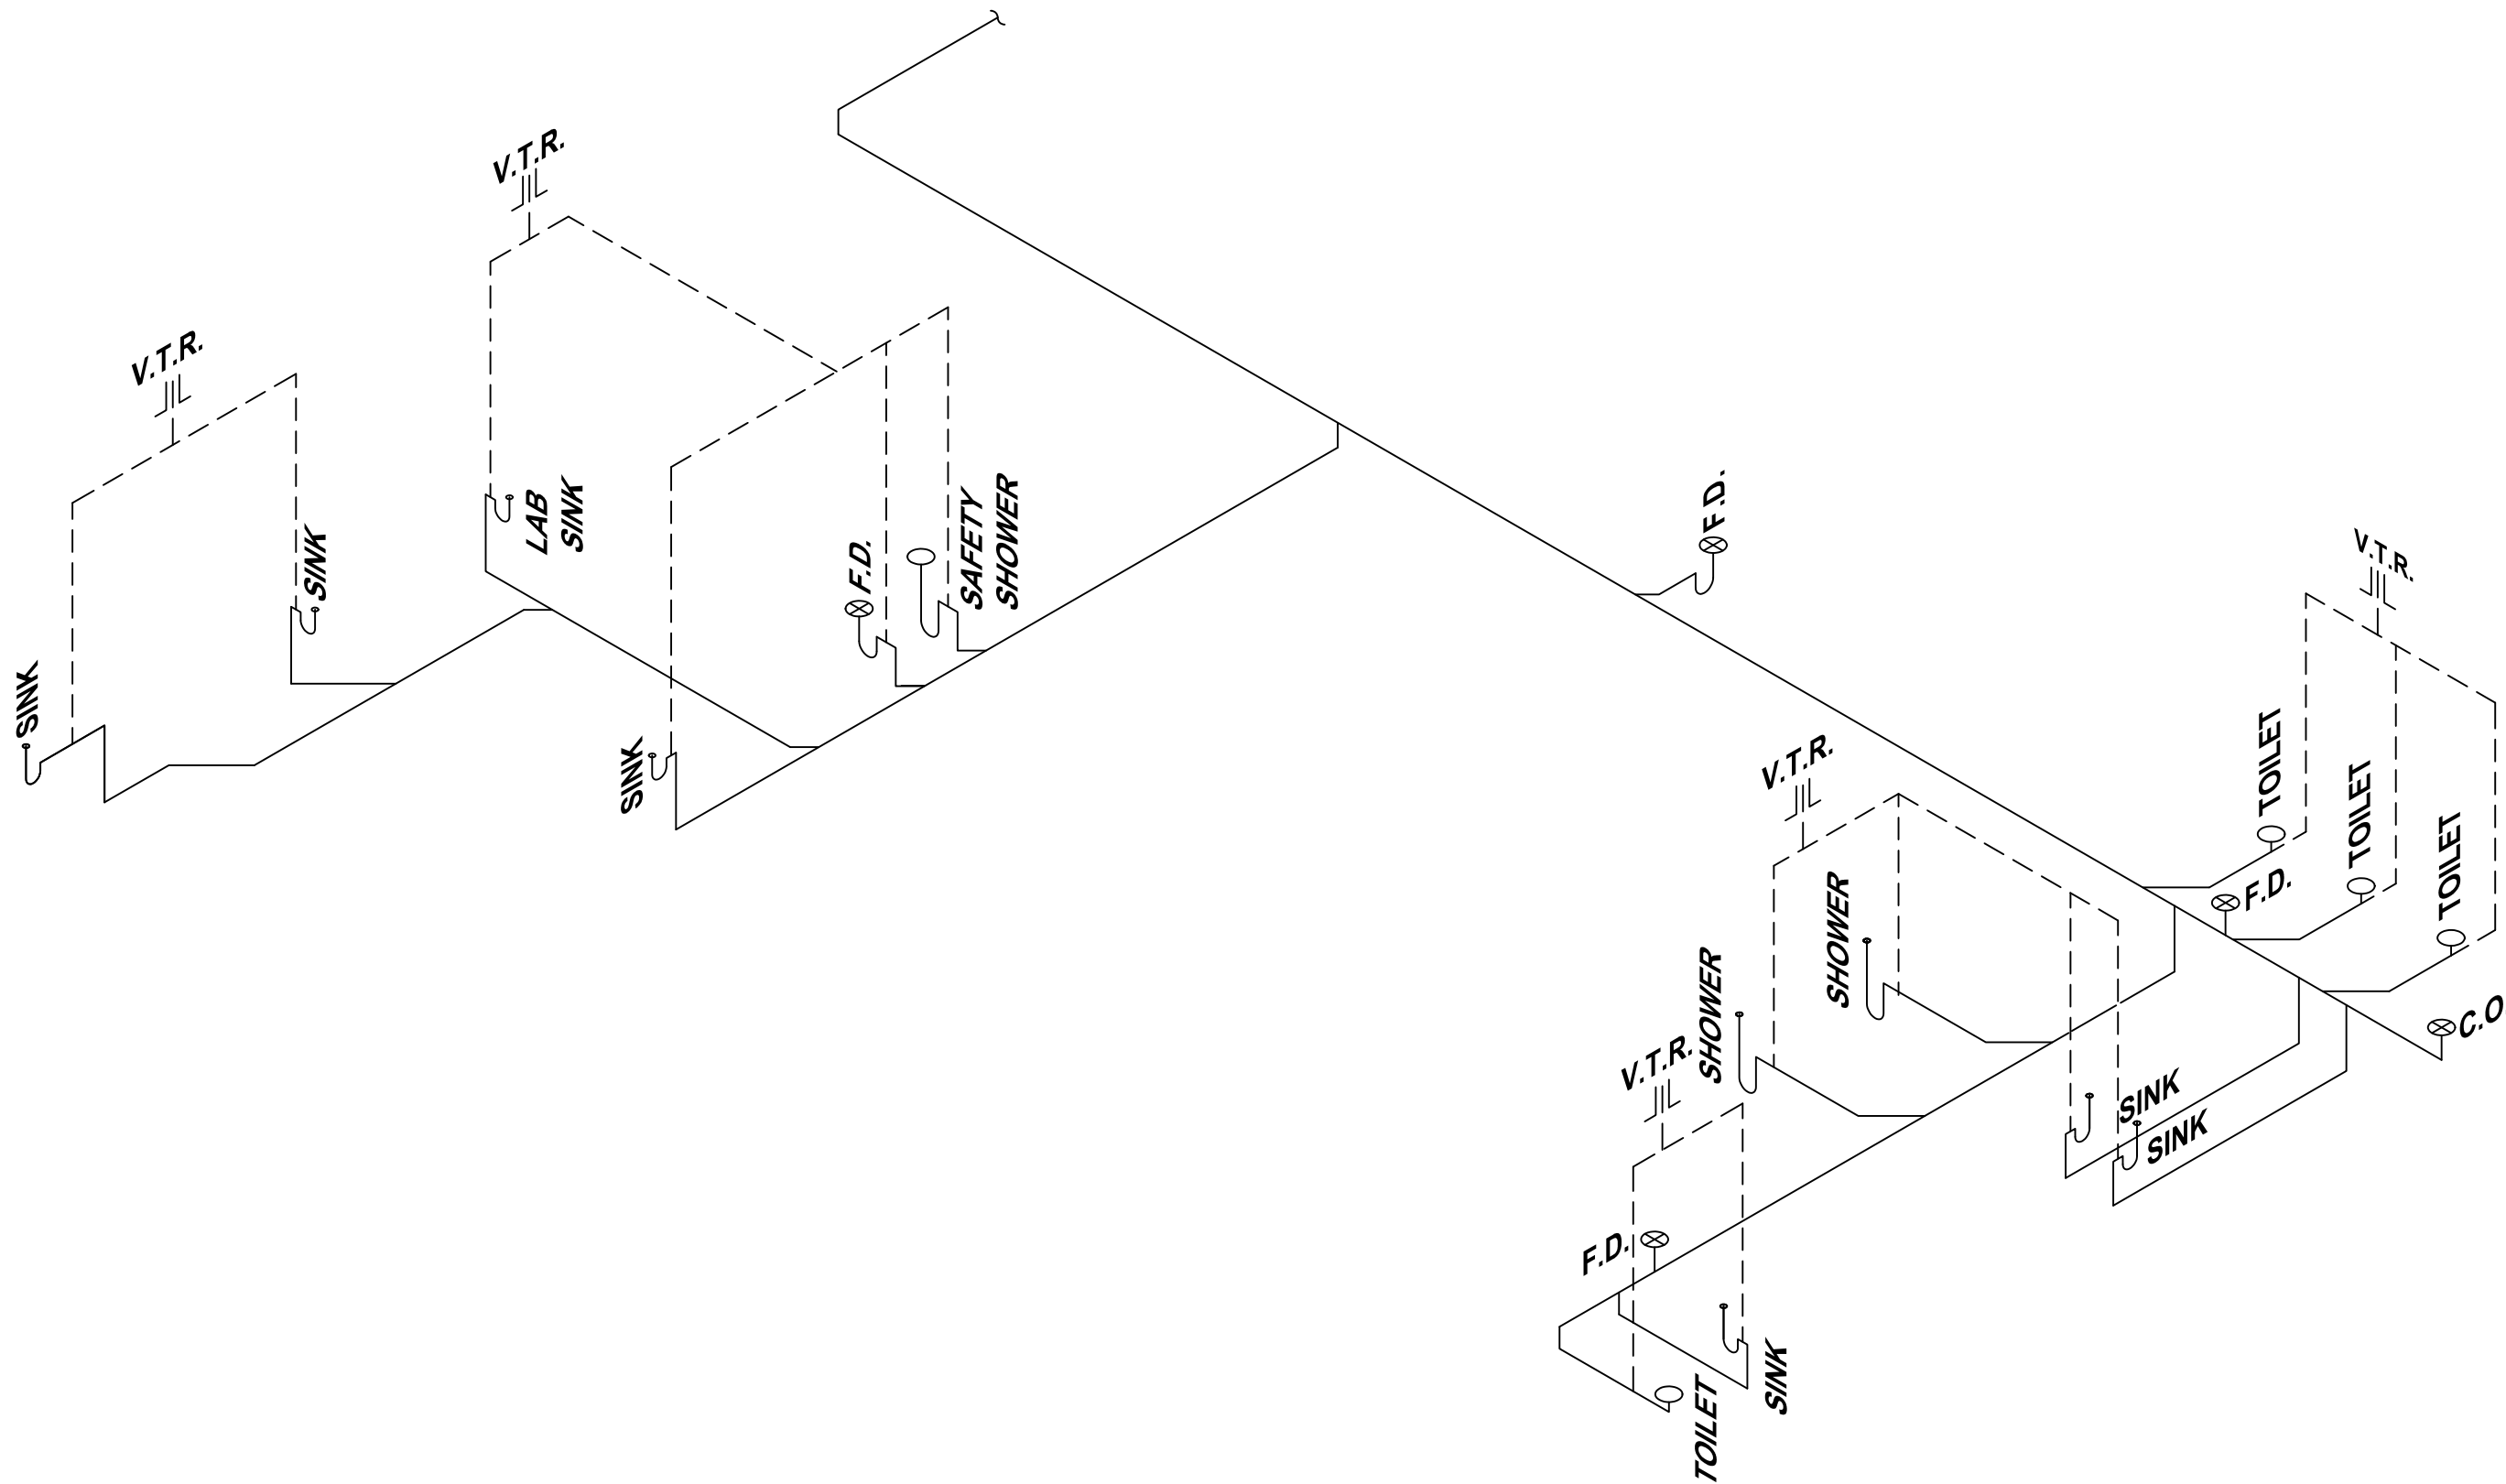 V.T.R.
V.T.R.
SINK
SINK
LAB
SINK
F.D.
SAFETY
SHOWER
SINK
F.D.
V.T.R.
TOILET
TOILET
TOILET
F.D.
C.O
V.T.R.
SHOWER
SHOWER
V.T.R.
SINK
SINK
F.D.
SINK
TOILET